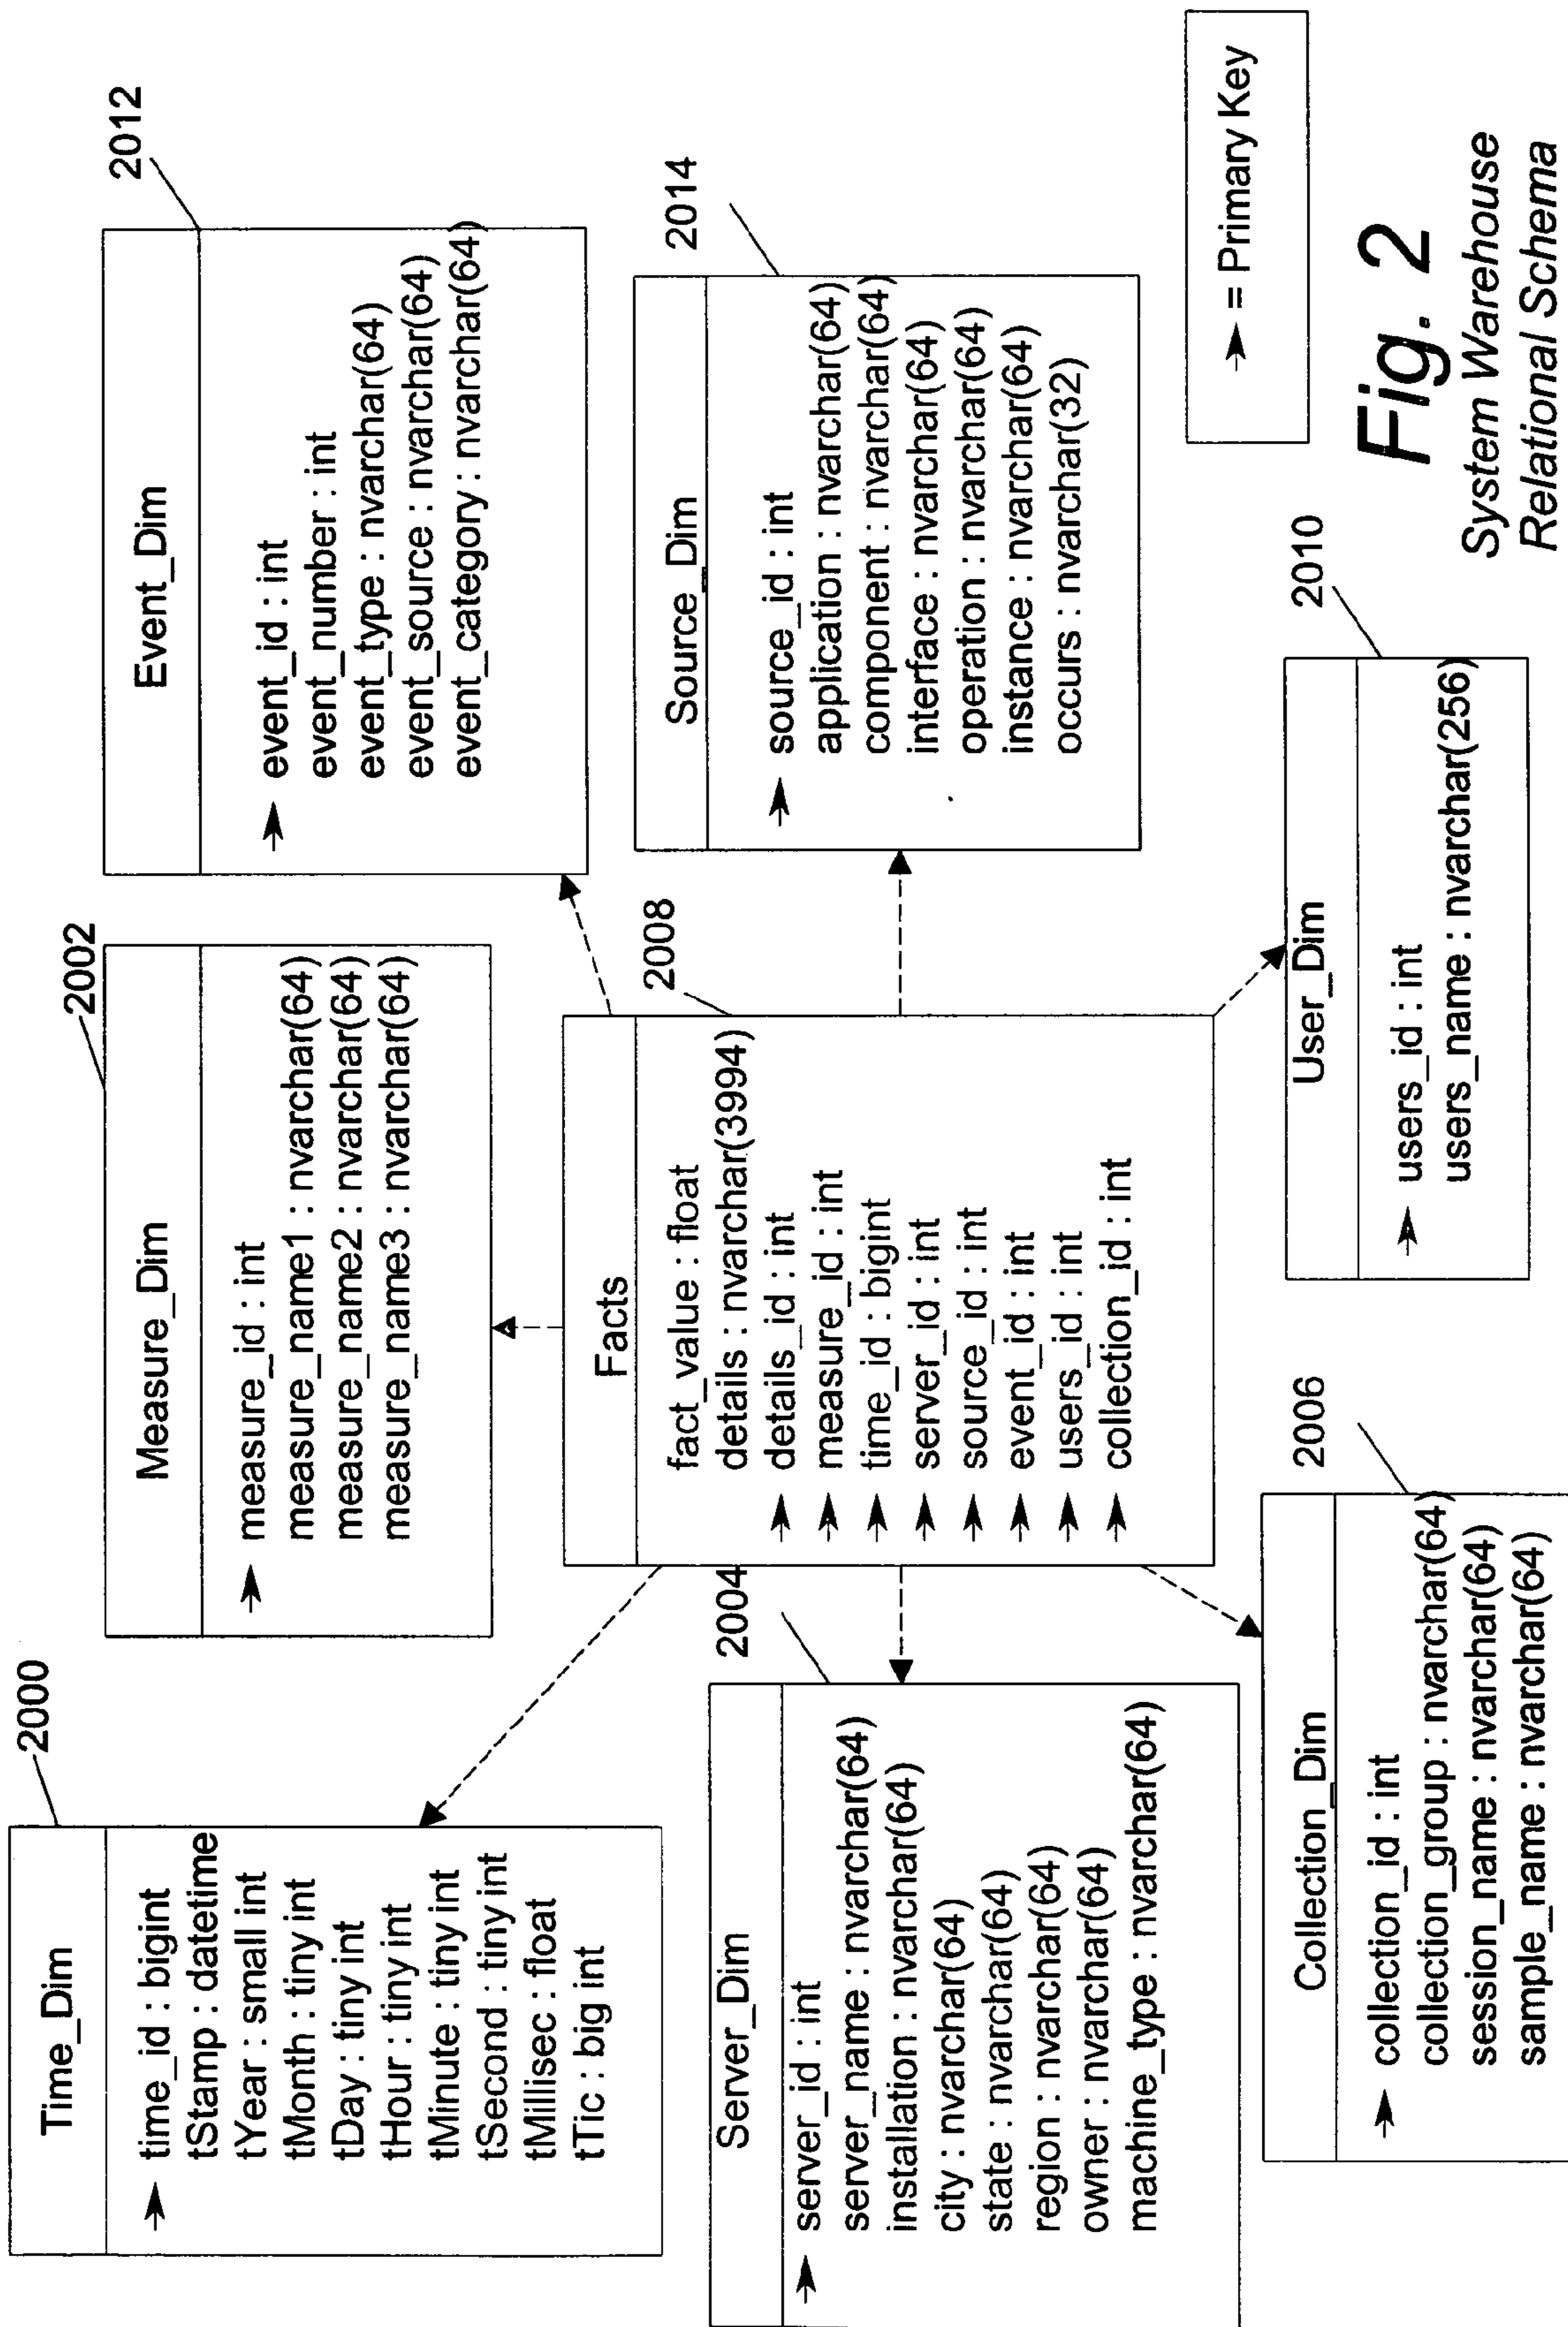 2000
Time_Dim
time_id : bigint
tStamp : datetime
tYear : small int
tMonth : tiny int
tDay : tiny int
tHour : tiny int
tMinute : tiny int
tSecond : tiny int
tMillisec : float
tTic : big int
2002
Measure_Dim
measure_id : int
measure_name1 : nvarchar(64)
measure_name2 : nvarchar(64)
measure_name3 : nvarchar(64)
2012
Event_Dim
event_id : int
event_number : int
event_type : nvarchar(64)
event_source : nvarchar(64)
event_category : nvarchar(64)
2004
Server_Dim
server_id : int
server_name : nvarchar(64)
installation : nvarchar(64)
city : nvarchar(64)
state : nvarchar(64)
region : nvarchar(64)
owner : nvarchar(64)
machine_type : nvarchar(64)
2008
Facts
fact_value : float
details : nvarchar(3994)
details_id : int
measure_id : int
time_id : bigint
server_id : int
source_id : int
event_id : int
users_id : int
collection_id : int
2014
Source_Dim
source_id : int
application : nvarchar(64)
component : nvarchar(64)
interface : nvarchar(64)
operation : nvarchar(64)
instance : nvarchar(64)
occurs : nvarchar(32)
2006
Collection_Dim
collection_id : int
collection_group : nvarchar(64)
session_name : nvarchar(64)
sample_name : nvarchar(64)
2010
User_Dim
users_id : int
users_name : nvarchar(256)
= Primary Key
Fig. 2
System Warehouse
Relational Schema